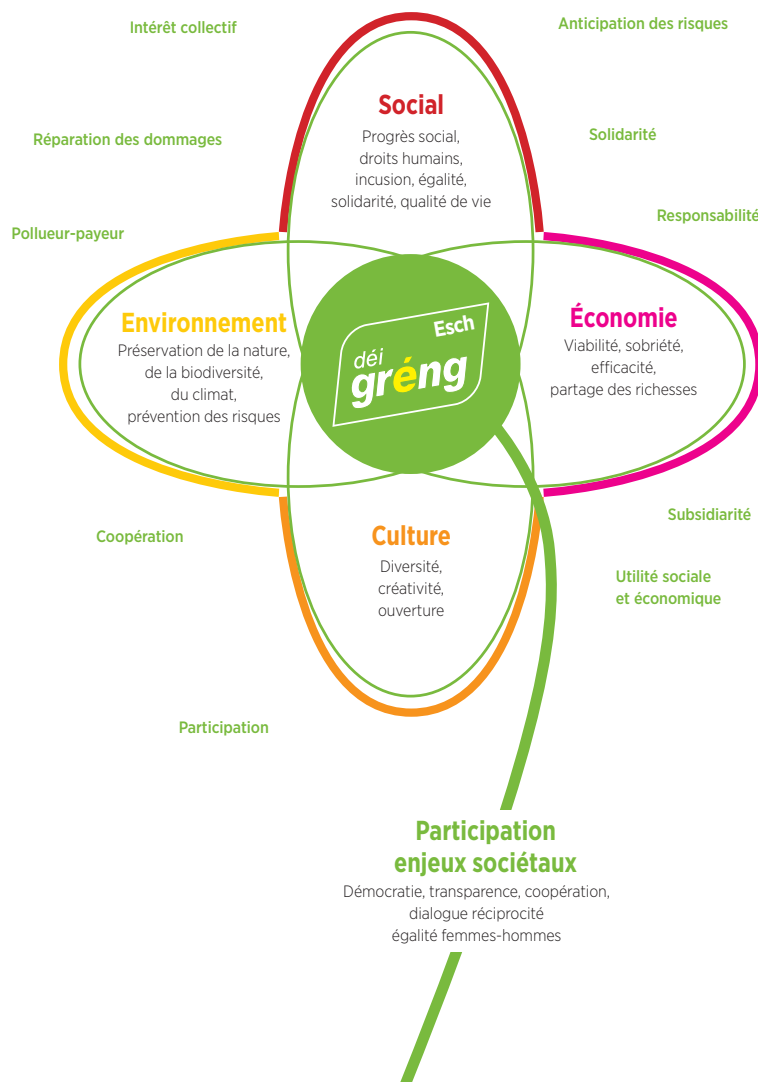 Intérêt collectif
Anticipation des risques
Social
Progrès social,
droits humains,
incusion, égalité,
solidarité, qualité de vie
Réparation des dommages
Solidarité
Pollueur-payeur
Responsabilité
Environnement
Préservation de la nature,
de la biodiversité,
du climat,
prévention des risques
Esch
déi
gréng
Économie
Viabilité, sobriété,
efficacité,
partage des richesses
Coopération
Subsidiarité
Culture
Diversité,
créativité,
ouverture
Utilité sociale
et économique
Participation
Participation
enjeux sociétaux
Démocratie, transparence, coopération,
dialogue réciprocité
égalité femmes-hommes